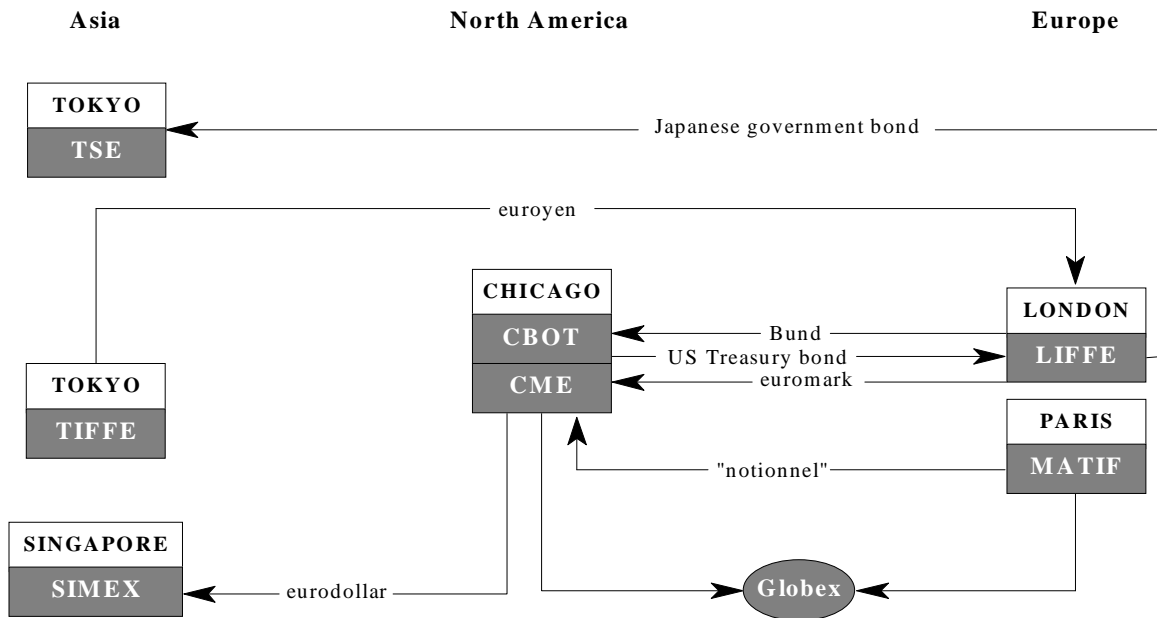 Asia
North America
Europe
TOKYO
TSE
Japanese government bond
euroyen
CHICAGO
CBOT
CME
LONDON
LIFFE
Bund
US Treasury bond
euromark
TOKYO
TIFFE
PARIS
MATIF
"notionnel"
SINGAPORE
SIMEX
eurodollar
Globex